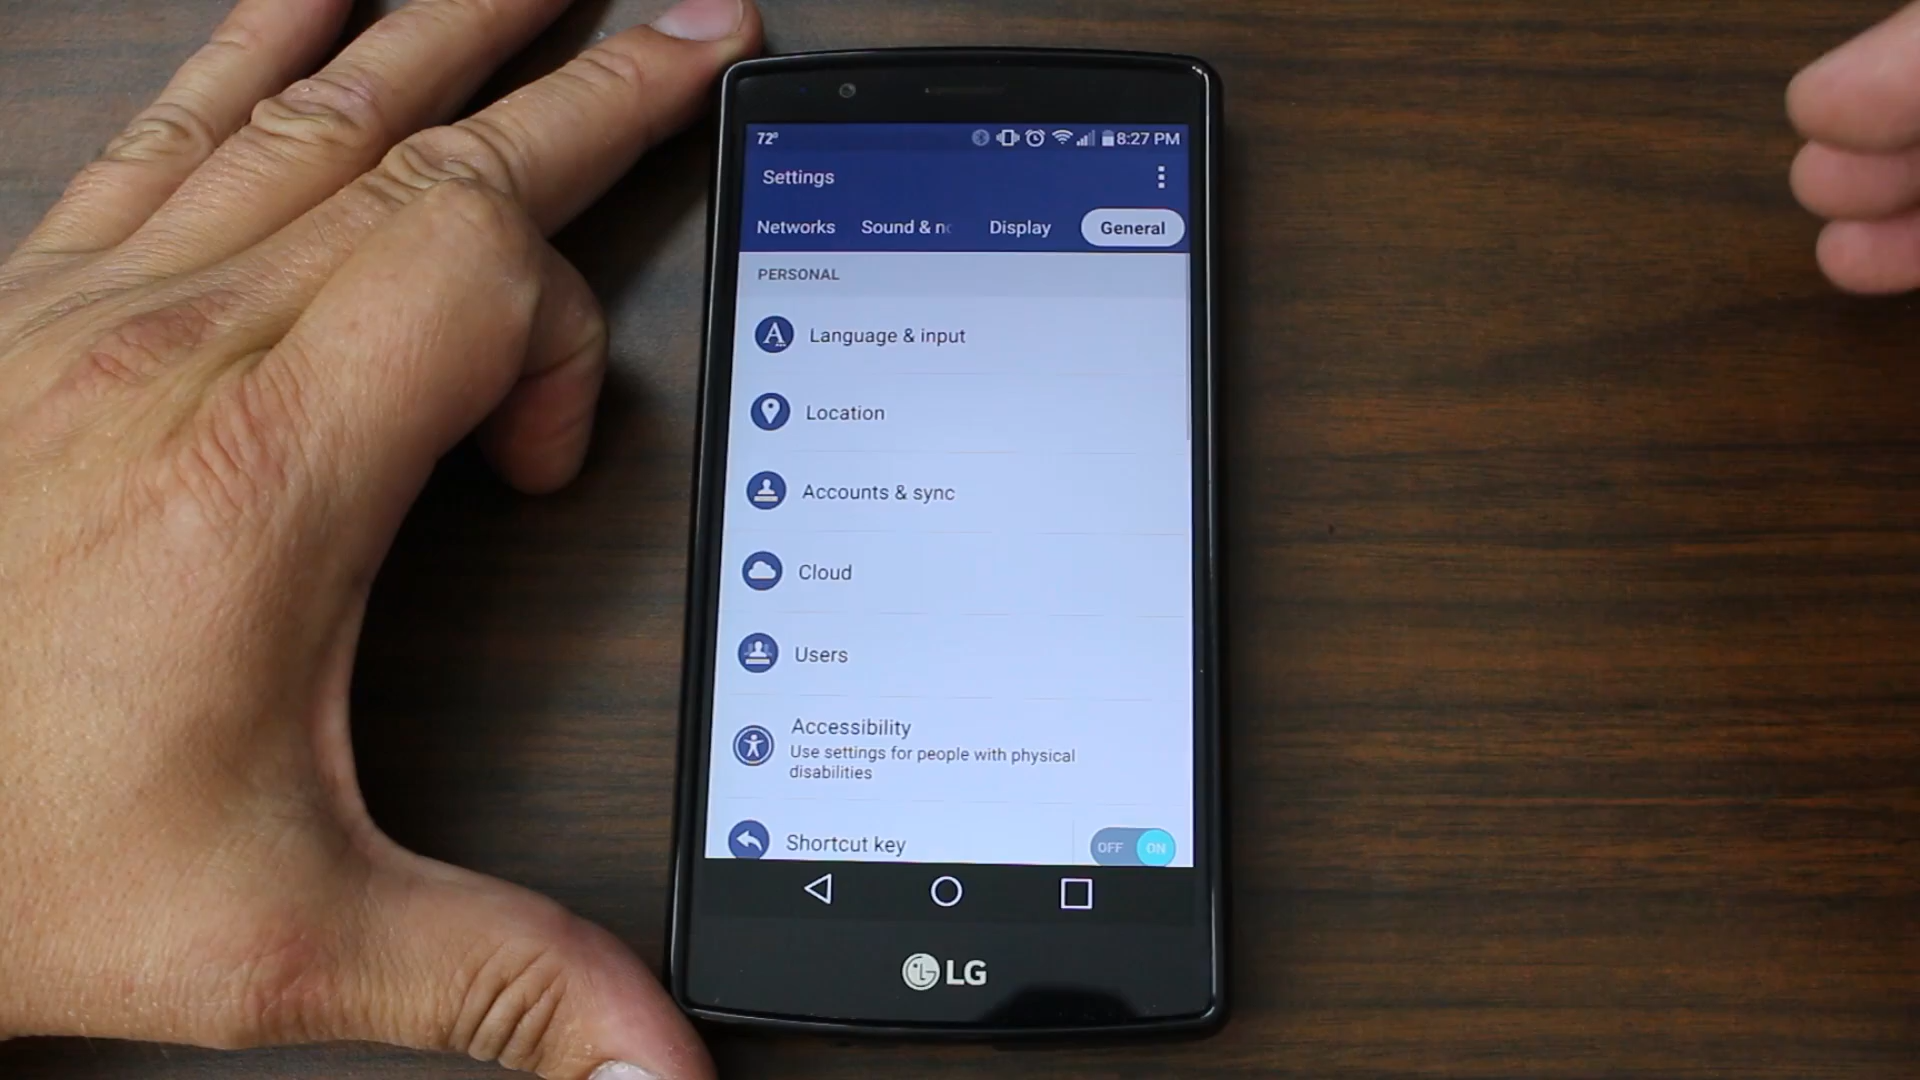 72° 8:27 PM
Settings
Networks Sound & no Display General
PERSONAL
Language & input
Location
Accounts & sync
Cloud
Users
Accessibility
Use settings for people with physical
disabilities
Shortcut key OFF ON
LG